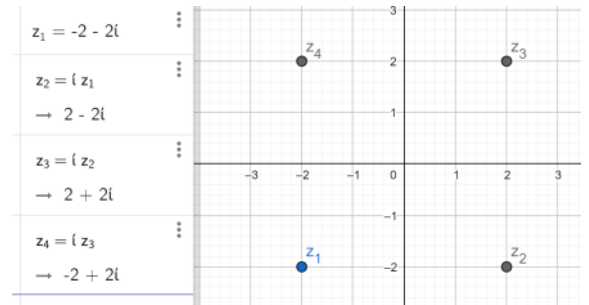 z₁ = -2 - 2i
z₂ = i z₁
→ 2 - 2i
z₃ = i z₂
→ 2 + 2i
z₄ = i z₃
→ -2 + 2i
3
z₄
z₃
2
1
-3 -2 -1 0 1 2 3
-1
z₁
z₂
-2